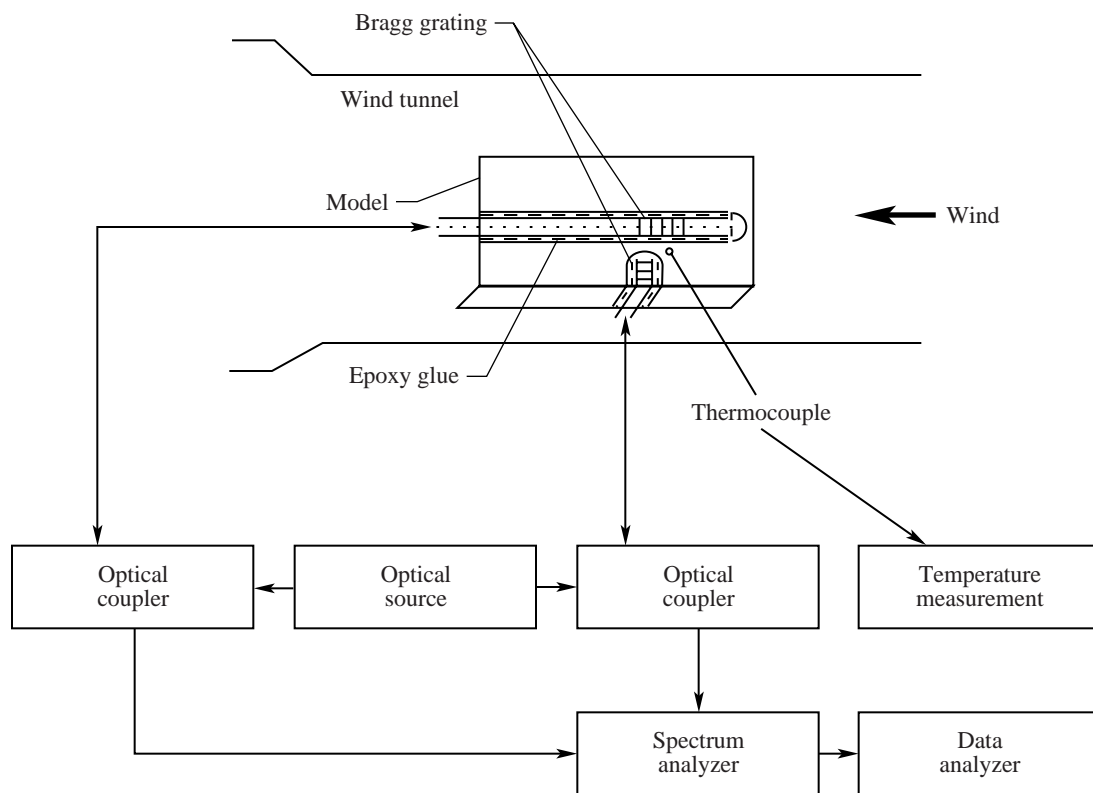 Bragg grating
Wind tunnel
Model
Wind
Epoxy glue
Thermocouple
Optical
coupler
Optical
source
Optical
coupler
Temperature
measurement
Spectrum
analyzer
Data
analyzer